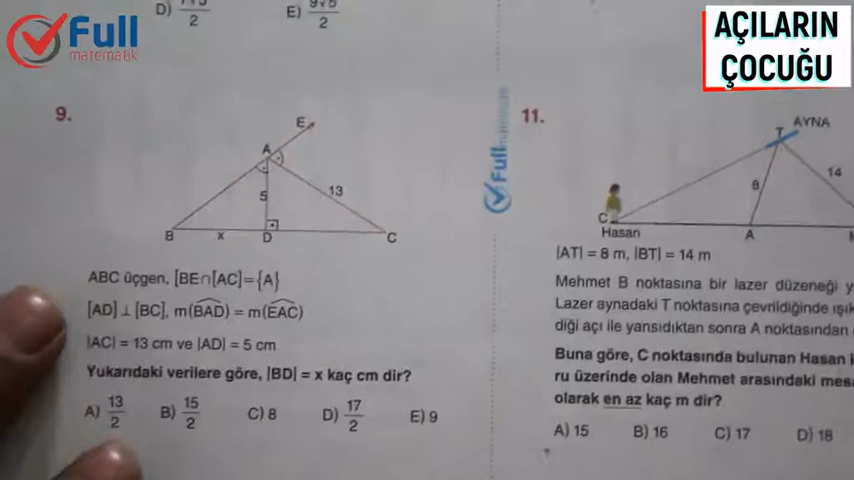 Full
matematik
AÇILARIN
ÇOCUĞU
D)
2
E)
2
9.
E
A
5
13
B
x
D
C
ABC üçgen, [BE∩[AC]={A}
[AD] ⊥ [BC], m(BAD) = m(EAC)
|AC| = 13 cm ve |AD| = 5 cm
Yukarıdaki verilere göre, |BD| = x kaç cm dir?
A) 13/2 B) 15/2 C) 8 D) 17/2 E) 9
Full
11.
T
AYNA
14
8
C
Hasan
A
|AT| = 8 m, |BT| = 14 m
Mehmet B noktasına bir lazer düzeneği
Lazer aynadaki T noktasına çevrildiğinde
diği açı ile yansıdıktan sonra A noktasından
Buna göre, C noktasında bulunan Hasan
ru üzerinde olan Mehmet arasındaki
olarak en az kaç m dir?
A) 15 B) 16 C) 17 D) 18